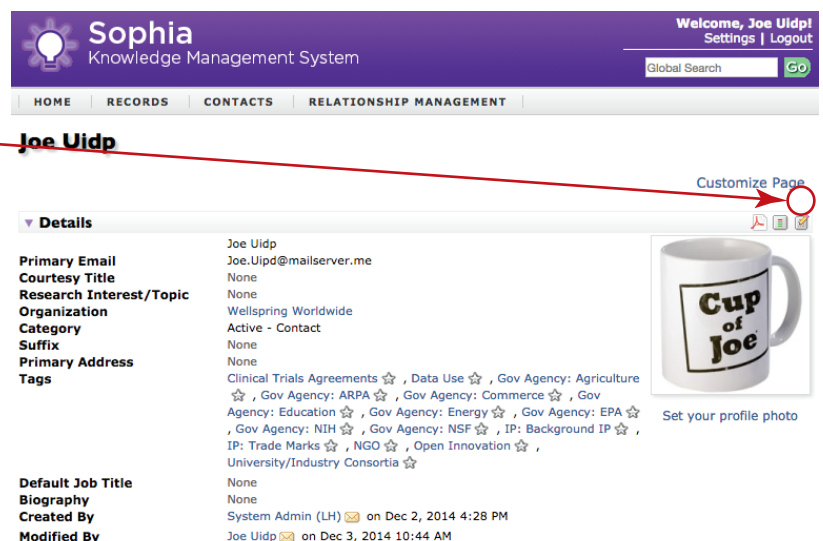 Sophia
Knowledge Management System
Welcome, Joe Uidp!
Settings | Logout
Global Search Go
HOME RECORDS CONTACTS RELATIONSHIP MANAGEMENT
Joe Uidp
Customize Page
Details
Joe Uidp
Primary Email Joe.Uipd@mailserver.me
Courtesy Title None
Research Interest/Topic None
Organization Wellspring Worldwide
Category Active - Contact
Suffix None
Primary Address None
Tags Clinical Trials Agreements , Data Use , Gov Agency: Agriculture
, Gov Agency: ARPA , Gov Agency: Commerce , Gov
Agency: Education , Gov Agency: Energy , Gov Agency: EPA
, Gov Agency: NIH , Gov Agency: NSF , IP: Background IP ,
IP: Trade Marks , NGO , Open Innovation ,
University/Industry Consortia
Cup
of
Joe
Set your profile photo
Default Job Title None
Biography None
Created By System Admin (LH) on Dec 2, 2014 4:28 PM
Modified By Joe Uidp on Dec 3, 2014 10:44 AM